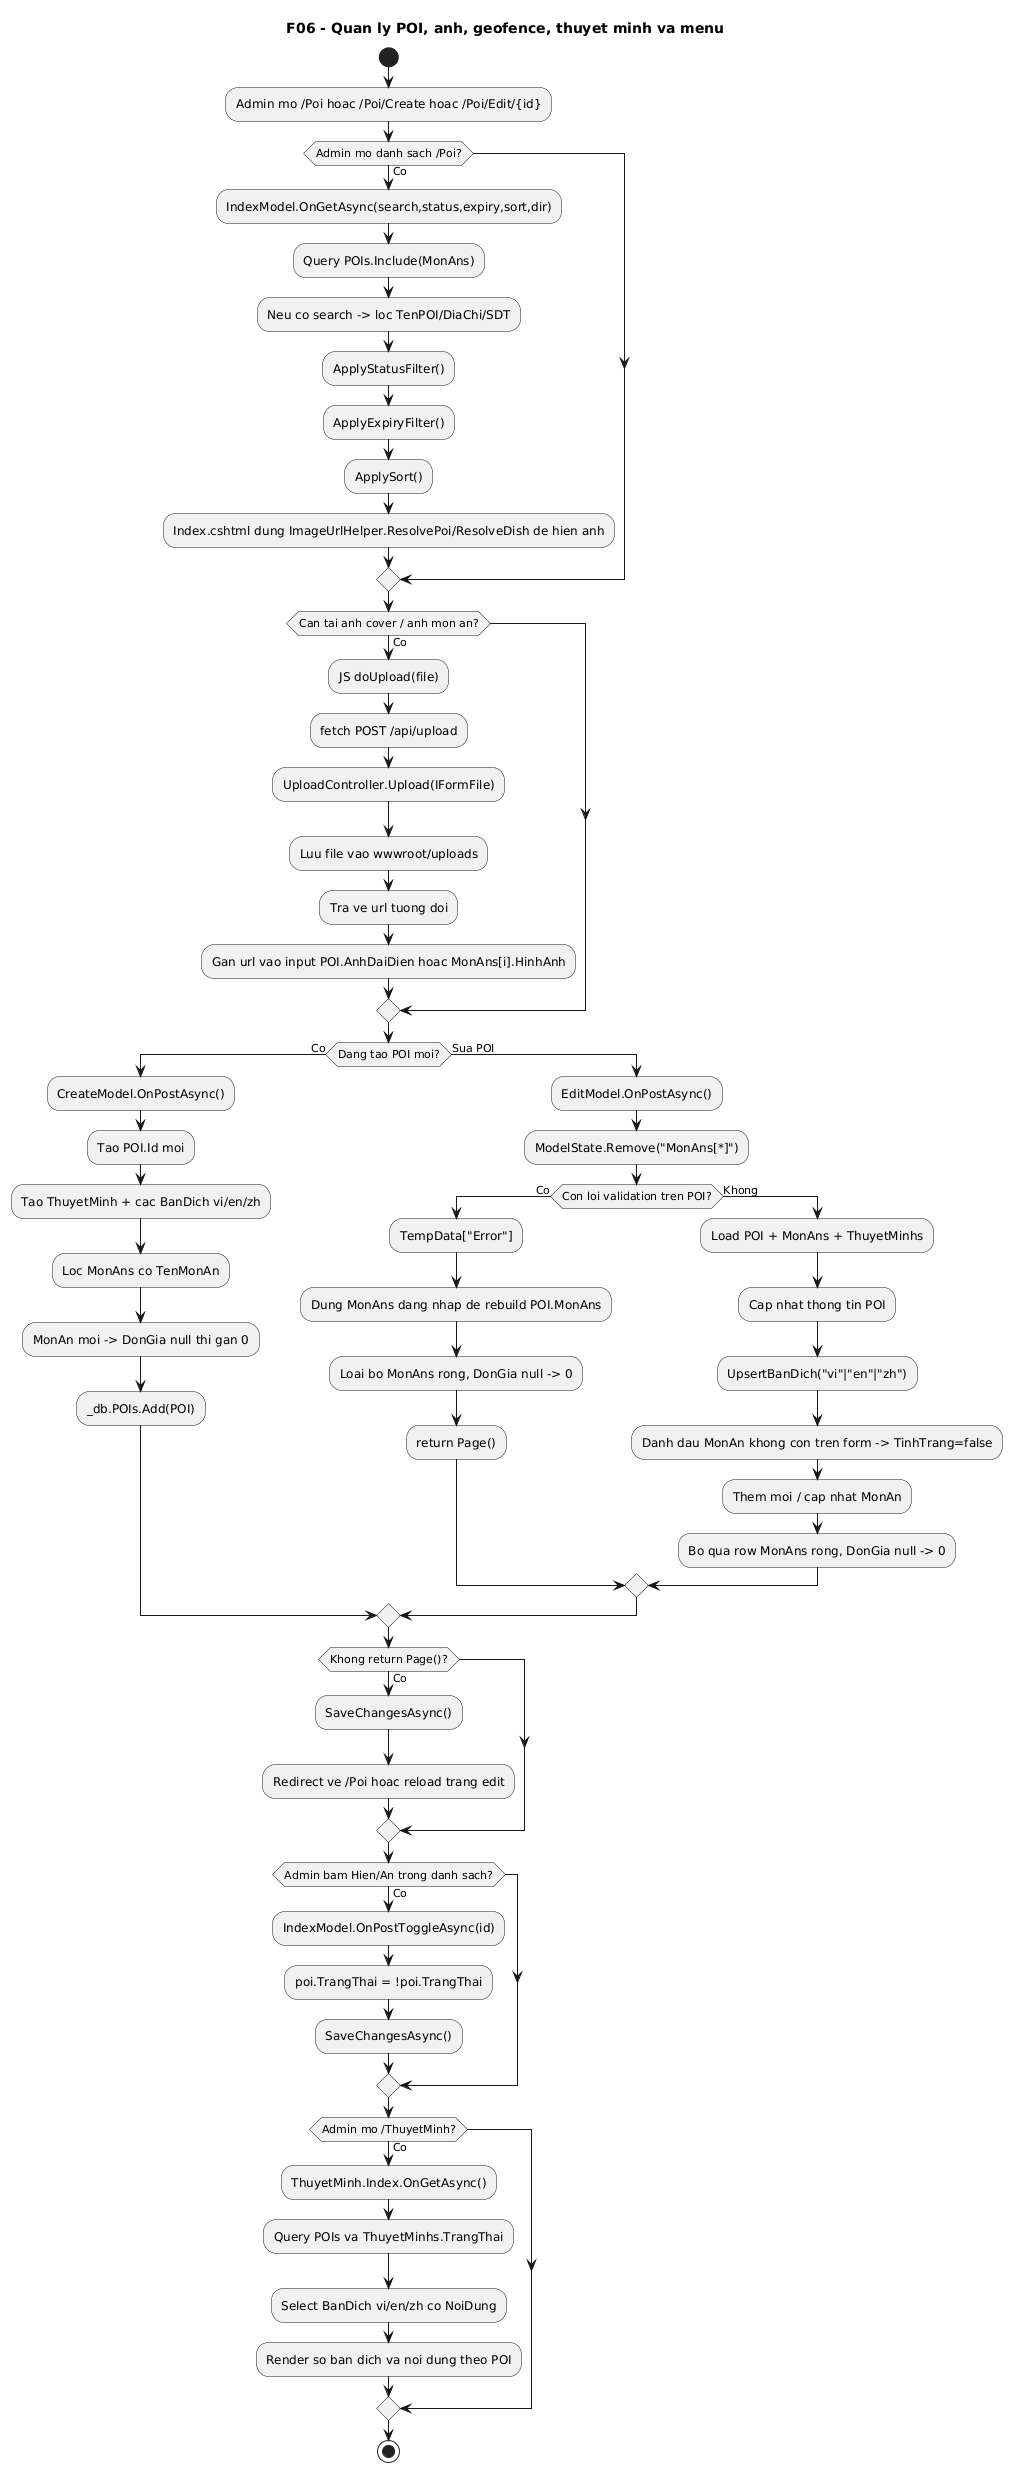 F06 - Quan ly POI, anh, geofence, thuyet minh va menu
Admin mo /Poi hoac /Poi/Create hoac /Poi/Edit/{id}
Admin mo danh sach /Poi?
Co
IndexModel.OnGetAsync(search,status,expiry,sort,dir)
Query POIs.Include(MonAns)
Neu co search -> loc TenPOI/DiaChi/SDT
ApplyStatusFilter()
ApplyExpiryFilter()
ApplySort()
Index.cshtml dung ImageUrlHelper.ResolvePoi/ResolveDish de hien anh
Can tai anh cover / anh mon an?
Co
JS doUpload(file)
fetch POST /api/upload
UploadController.Upload(IFormFile)
Luu file vao wwwroot/uploads
Tra ve url tuong doi
Gan url vao input POI.AnhDaiDien hoac MonAns[i].HinhAnh
Dang tao POI moi?
Co
CreateModel.OnPostAsync()
Tao POI.Id moi
Tao ThuyetMinh + cac BanDich vi/en/zh
Loc MonAns co TenMonAn
MonAn moi -> DonGia null thi gan 0
_db.POIs.Add(POI)
Sua POI
EditModel.OnPostAsync()
ModelState.Remove("MonAns[*]")
Con loi validation tren POI?
Co
TempData["Error"]
Dung MonAns dang nhap de rebuild POI.MonAns
Loai bo MonAns rong, DonGia null -> 0
return Page()
Khong
Load POI + MonAns + ThuyetMinhs
Cap nhat thong tin POI
UpsertBanDich("vi"|"en"|"zh")
Danh dau MonAn khong con tren form -> TinhTrang=false
Them moi / cap nhat MonAn
Bo qua row MonAns rong, DonGia null -> 0
Khong return Page()?
Co
SaveChangesAsync()
Redirect ve /Poi hoac reload trang edit
Admin bam Hien/An trong danh sach?
Co
IndexModel.OnPostToggleAsync(id)
poi.TrangThai = !poi.TrangThai
SaveChangesAsync()
Admin mo /ThuyetMinh?
Co
ThuyetMinh.Index.OnGetAsync()
Query POIs va ThuyetMinhs.TrangThai
Select BanDich vi/en/zh co NoiDung
Render so ban dich va noi dung theo POI